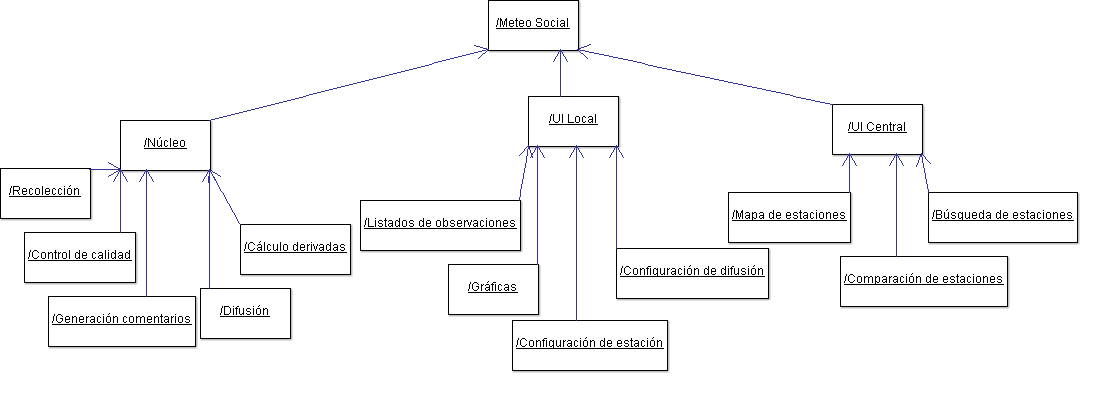 /Meteo Social
/Núcleo
/UI Local
/UI Central
/Recolección
/Control de calidad
/Generación comentarios
/Difusión
/Cálculo derivadas
/Listados de observaciones
/Gráficas
/Configuración de estación
/Configuración de difusión
/Mapa de estaciones
/Comparación de estaciones
/Búsqueda de estaciones